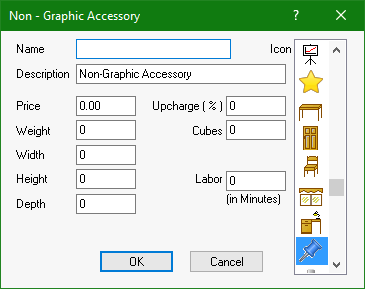 Non - Graphic Accessory ?
Name Icon
Description Non-Graphic Accessory
Price 0.00 Upcharge ( % ) 0
Weight 0 Cubes 0
Width 0
Height 0 Labor 0
(in Minutes)
Depth 0
OK Cancel